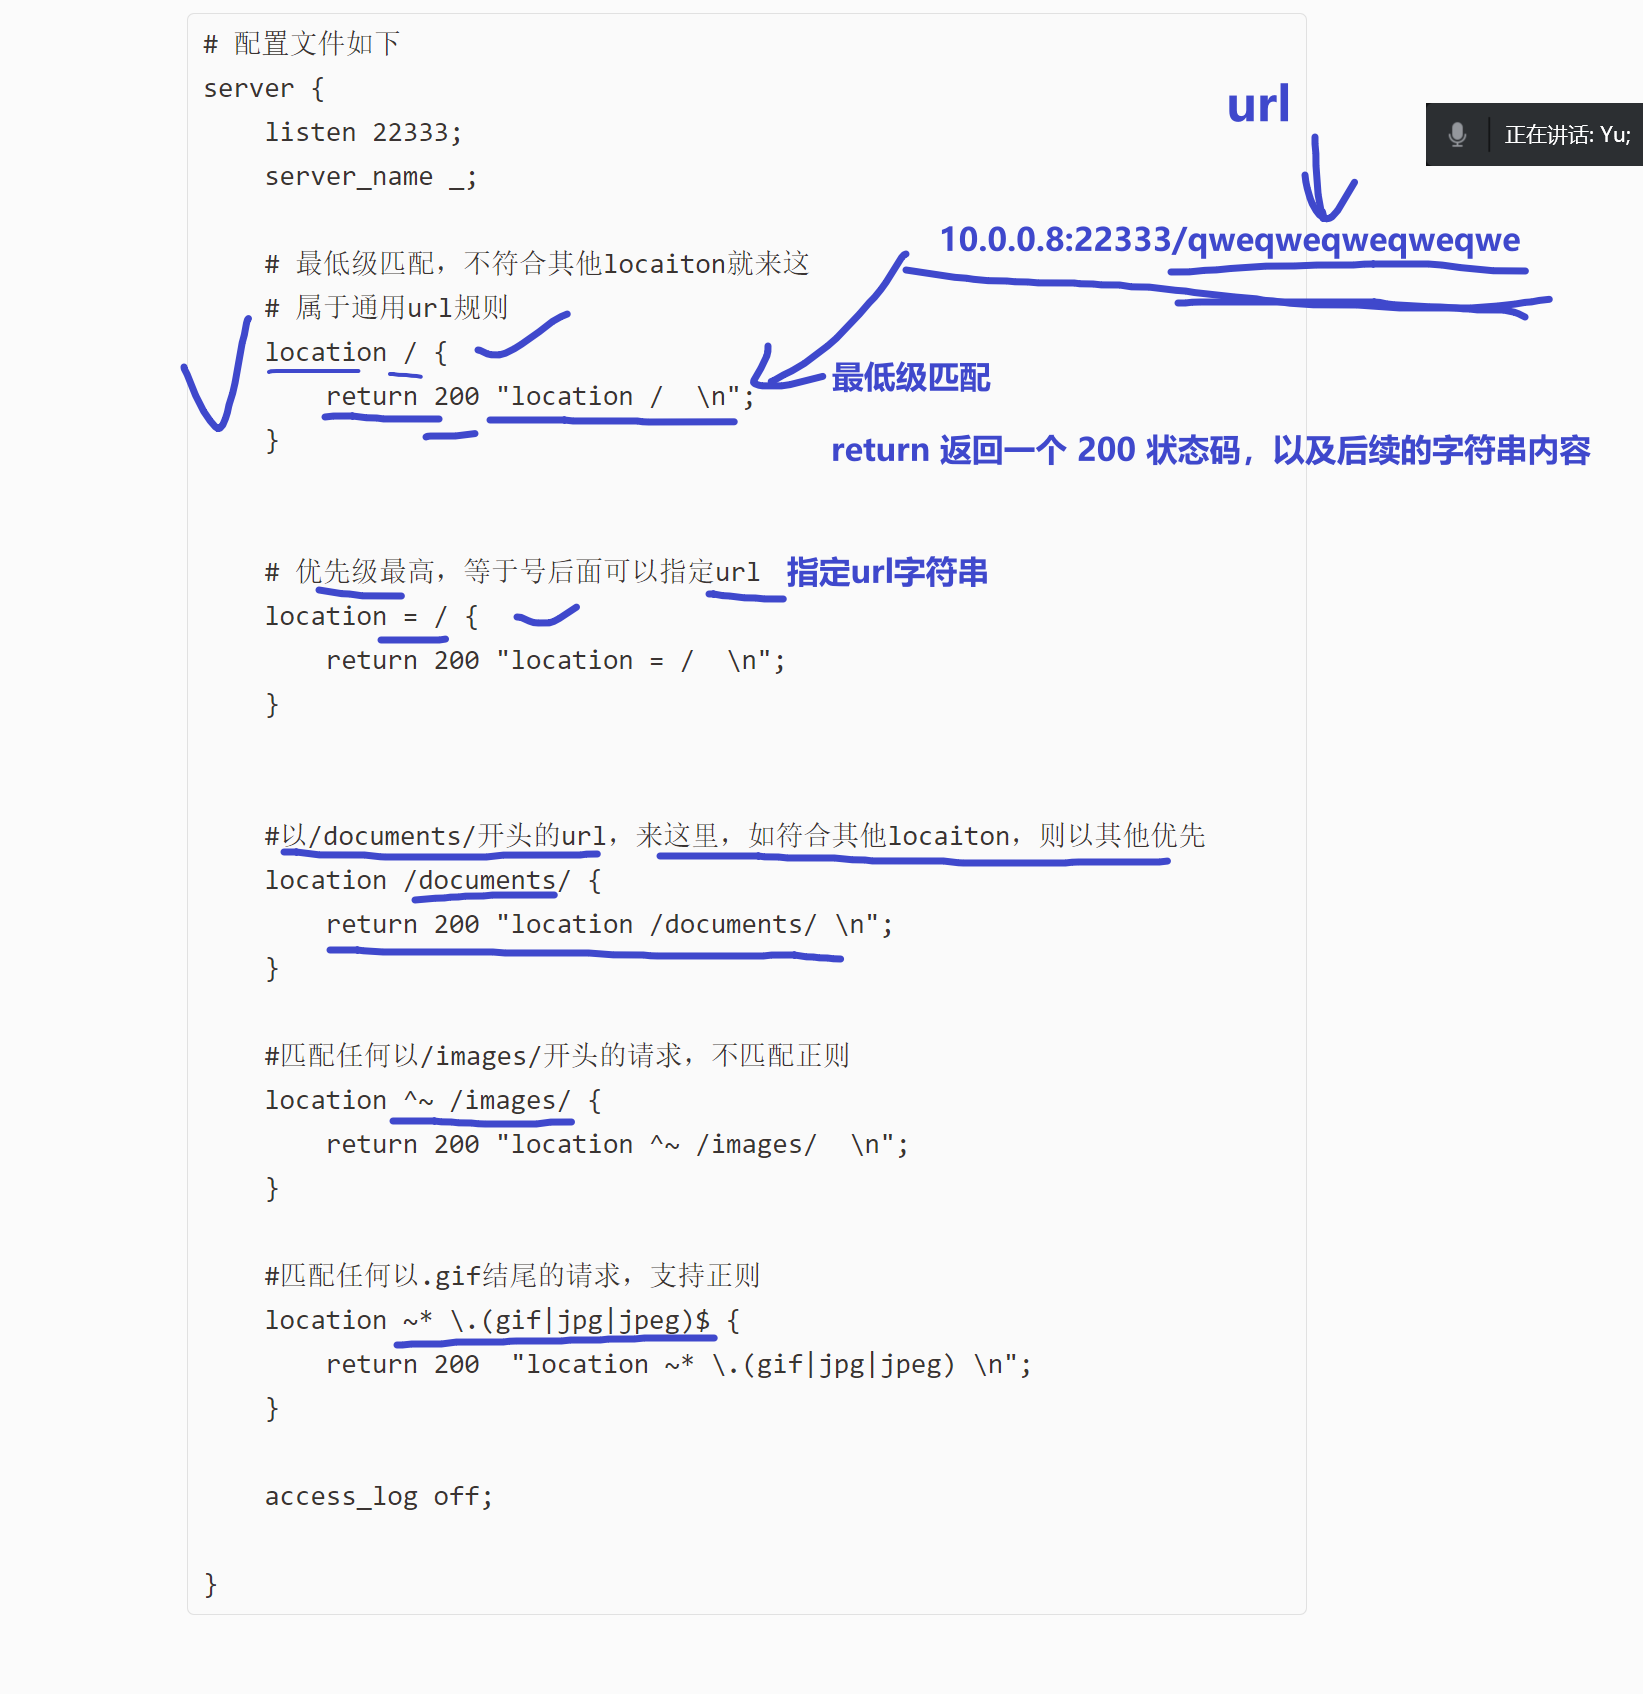 # 配置文件如下
server {
url
listen 22333;
正在讲话: Yu;
server_name _;
10.0.0.8:22333/qweqweqweqweqwe
# 最低级匹配，不符合其他locaiton就来这
# 属于通用url规则
location / {
最低级匹配
return 200 "location /  \n";
return 返回一个 200 状态码，以及后续的字符串内容
}
# 优先级最高，等于号后面可以指定url
指定url字符串
location = / {
return 200 "location = /  \n";
}
#以/documents/开头的url，来这里，如符合其他locaiton，则以其他优先
location /documents/ {
return 200 "location /documents/ \n";
}
#匹配任何以/images/开头的请求，不匹配正则
location ^~ /images/ {
return 200 "location ^~ /images/  \n";
}
#匹配任何以.gif结尾的请求，支持正则
location ~* \.(gif|jpg|jpeg)$ {
return 200  "location ~* \.(gif|jpg|jpeg) \n";
}
access_log off;
}